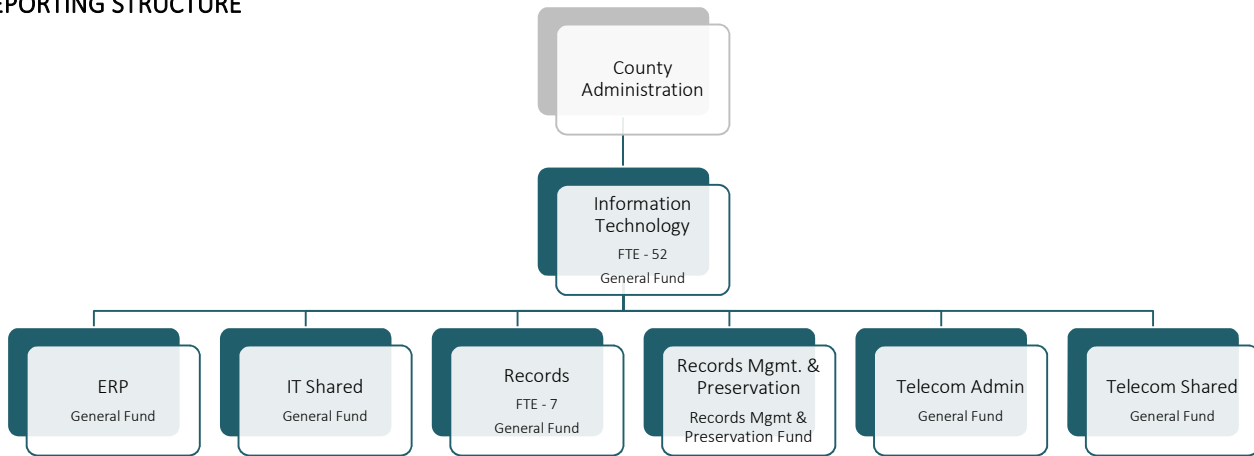 EPORTING STRUCTURE
County
Administration
Information
Technology
FTE - 52
General Fund
ERP
General Fund
IT Shared
General Fund
Records
FTE - 7
General Fund
Records Mgmt. &
Preservation
Records Mgmt &
Preservation Fund
Telecom Admin
General Fund
Telecom Shared
General Fund